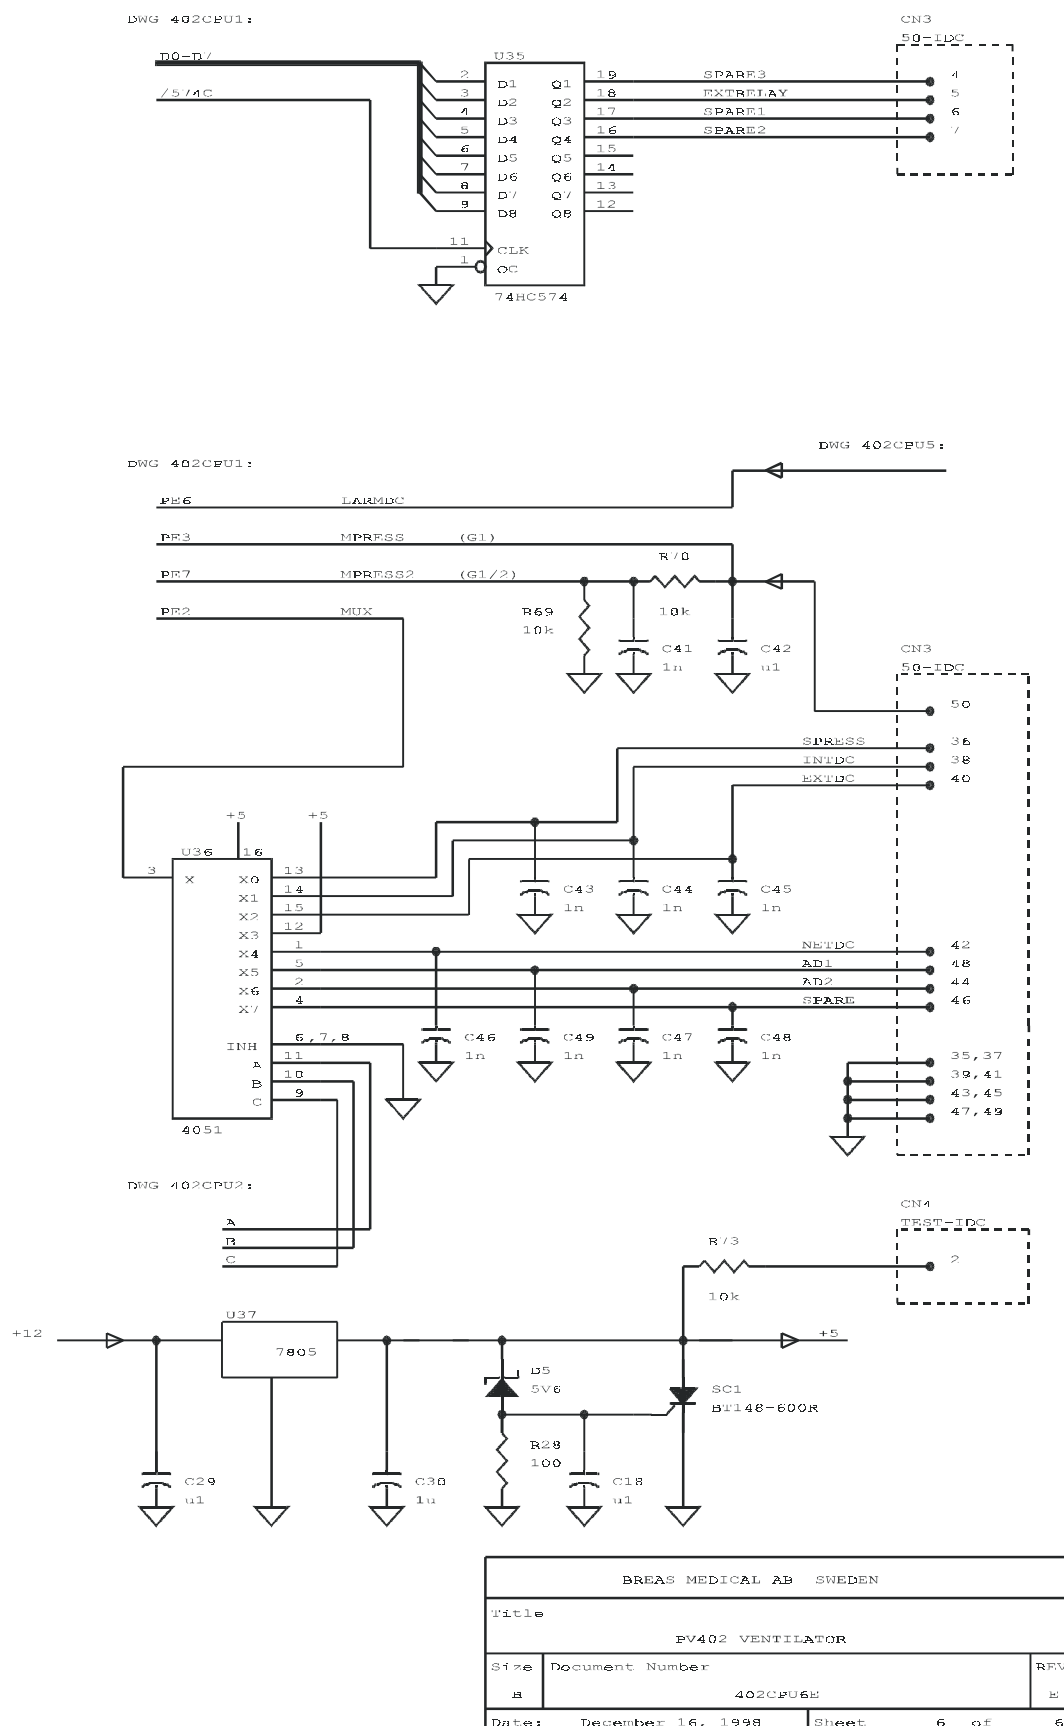 DWG 402CPU1:
CN3
50-IDC
D0-D7
U35
2 D1 Q1 19 SPARE3 4
/574C
3 D2 Q2 18 EXTRELAY 5
4 D3 Q3 17 SPARE1 6
5 D4 Q4 16 SPARE2 7
6 D5 Q5 15
7 D6 Q6 14
8 D7 Q7 13
9 D8 Q8 12
11 CLK
1 OC
74HC574
DWG 402CPU5:
DWG 402CPU1:
PE6 LARMDC
PE3 MPRESS (G1)
R70
PE7 MPRESS2 (G1/2)
PE2 MUX
R69 10k
10k
C41 C42
1n u1
CN3
50-IDC
50
SPRESS 36
INTDC 38
EXTDC 40
+5 +5
U36 16
3 X X0 13
X1 14
X2 15
X3 12
C43 C44 C45
1n 1n 1n
X4 1 NETDC 42
X5 5 AD1 48
X6 2 AD2 44
X7 4 SPARE 46
C46 C49 C47 C48
1n 1n 1n 1n
INH 6,7,8
A 11
B 10
C 9
35,37
39,41
43,45
47,49
4051
DWG 402CPU2:
A
B
C
CN4
TEST-IDC
R73
2
10k
U37
+12 7805 +5
D5
5V6
SC1
BT148-600R
R28
100
C29 C30 C18
u1 1u u1
BREAS MEDICAL AB SWEDEN
Title
PV402 VENTILATOR
Size Document Number REV
B 402CPU6E E
Date: December 16, 1998 Sheet 6 of 6